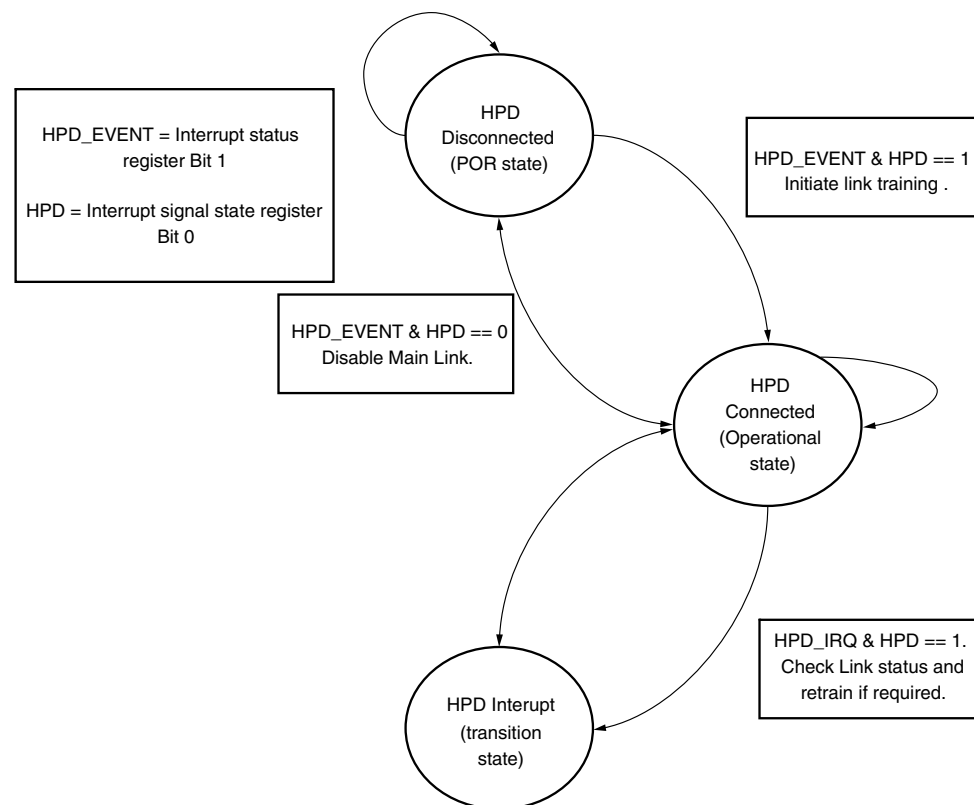 HPD
Disconnected
(POR state)
HPD_EVENT = Interrupt status
register Bit 1
HPD = Interrupt signal state register
Bit 0
HPD_EVENT & HPD == 1
Initiate link training .
HPD_EVENT & HPD == 0
Disable Main Link.
HPD
Connected
(Operational
state)
HPD_IRQ & HPD == 1.
Check Link status and
retrain if required.
HPD Interupt
(transition
state)